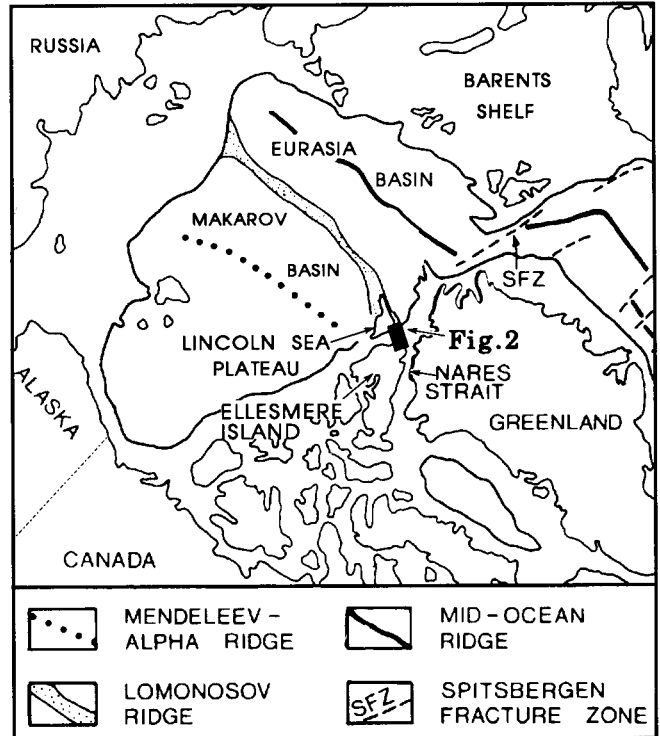 RUSSIA
BARENTS
SHELF
EURASIA
BASIN
MAKAROV
BASIN
SFZ
LINCOLN SEA
PLATEAU
Fig.2
NARES
STRAIT
ELLESMERE
ISLAND
GREENLAND
ALASKA
CANADA
MENDELEEV-
ALPHA RIDGE
MID-OCEAN
RIDGE
LOMONOSOV
RIDGE
SFZ
SPITSBERGEN
FRACTURE ZONE